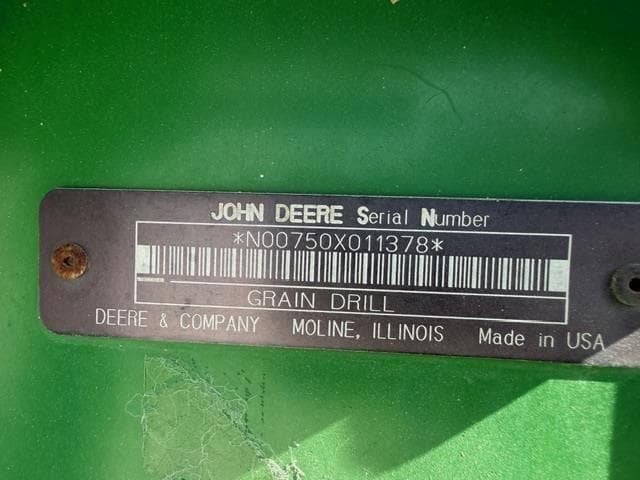 JOHN DEERE Serial Number
*N00750X011378*
GRAIN DRILL
DEERE & COMPANY MOLINE, ILLINOIS Made in USA